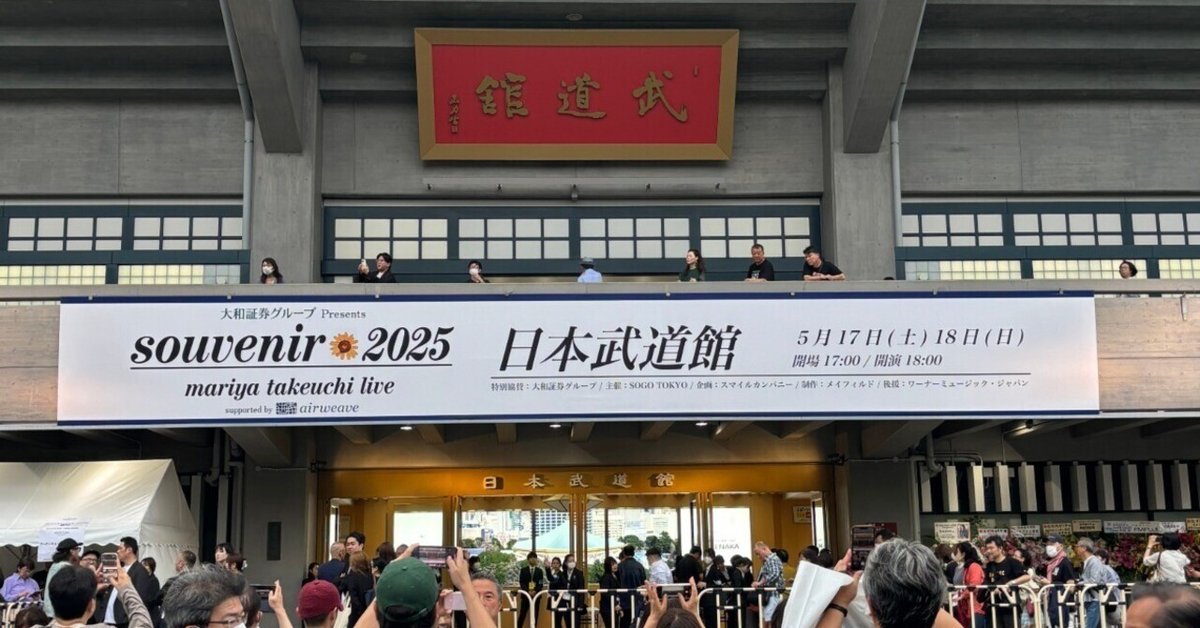 武道館
大和証券グループ Presents
souvenir 2025
mariya takeuchi live
supported by airweave
日本武道館
5月17日(土) 18日(日)
開場 17:00 / 開演 18:00
特別協賛：大和証券グループ / 主催：SOGO TOKYO / 企画：スマイルカンパニー / 制作：メイフィールド / 後援：ワーナーミュージック・ジャパン
日本武道館